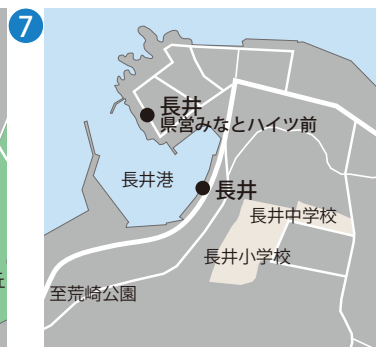 7
長井
県営みなとハイツ前
長井港
長井
長井中学校
長井小学校
至荒崎公園
丘